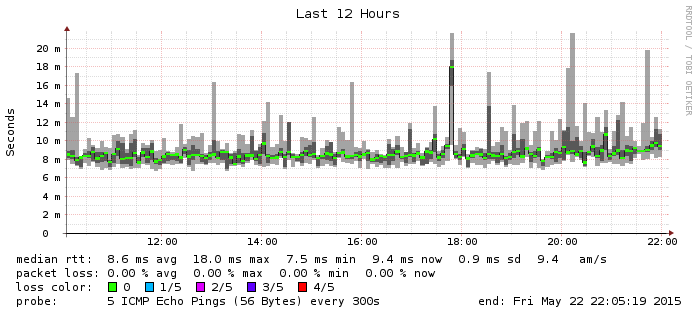 Last 12 Hours
RRDTOOL / TOBI OETIKER
Seconds
20 m
18 m
16 m
14 m
12 m
10 m
8 m
6 m
4 m
2 m
0
12:00 14:00 16:00 18:00 20:00 22:00
median rtt: 8.6 ms avg 18.0 ms max 7.5 ms min 9.4 ms now 0.9 ms sd 9.4 am/s
packet loss: 0.00 % avg 0.00 % max 0.00 % min 0.00 % now
loss color: 0 1/5 2/5 3/5 4/5
probe: 5 ICMP Echo Pings (56 Bytes) every 300s end: Fri May 22 22:05:19 2015